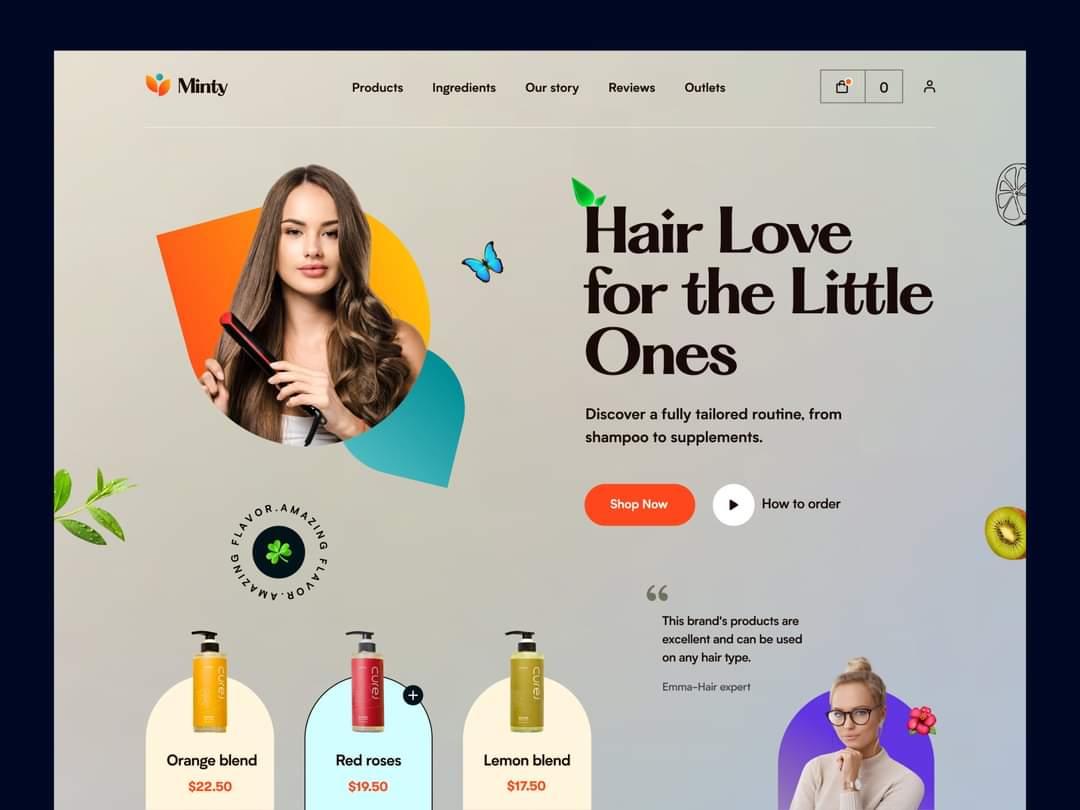 Minty
Products Ingredients Our story Reviews Outlets
0
Hair Love
for the Little
Ones
Discover a fully tailored routine, from
shampoo to supplements.
Shop Now
How to order
AMAZING FLAVOR.AMAZING FLAVOR.
“
This brand's products are
excellent and can be used
on any hair type.
Emma-Hair expert
cure)
cure)
cure)
Orange blend
$22.50
Red roses
$19.50
Lemon blend
$17.50